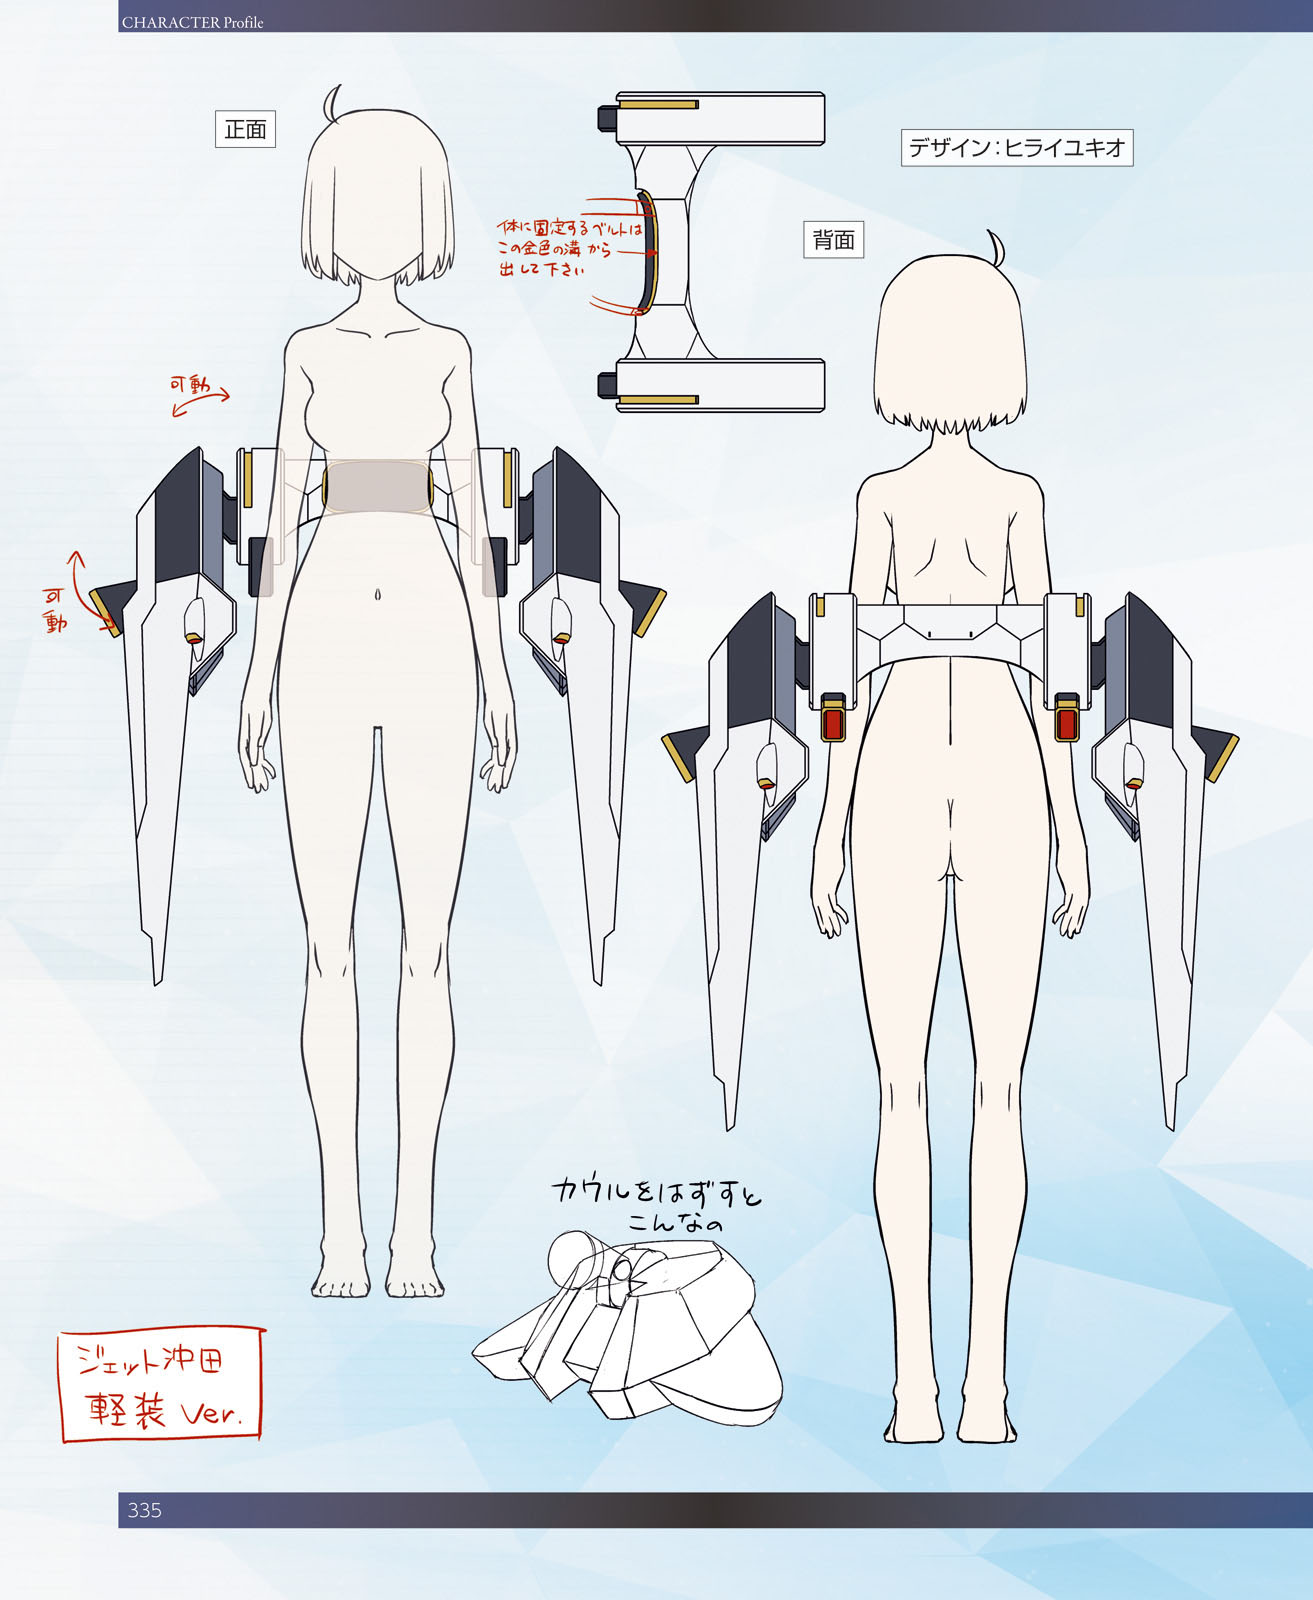 CHARACTER Profile
正面
デザイン：ヒライユキオ
背面
体に固定するベルトは
この金色の溝から
出して下さい
可動
可
動
カウルをはずすと
こんなの
ジェット沖田
軽装 Ver.
335